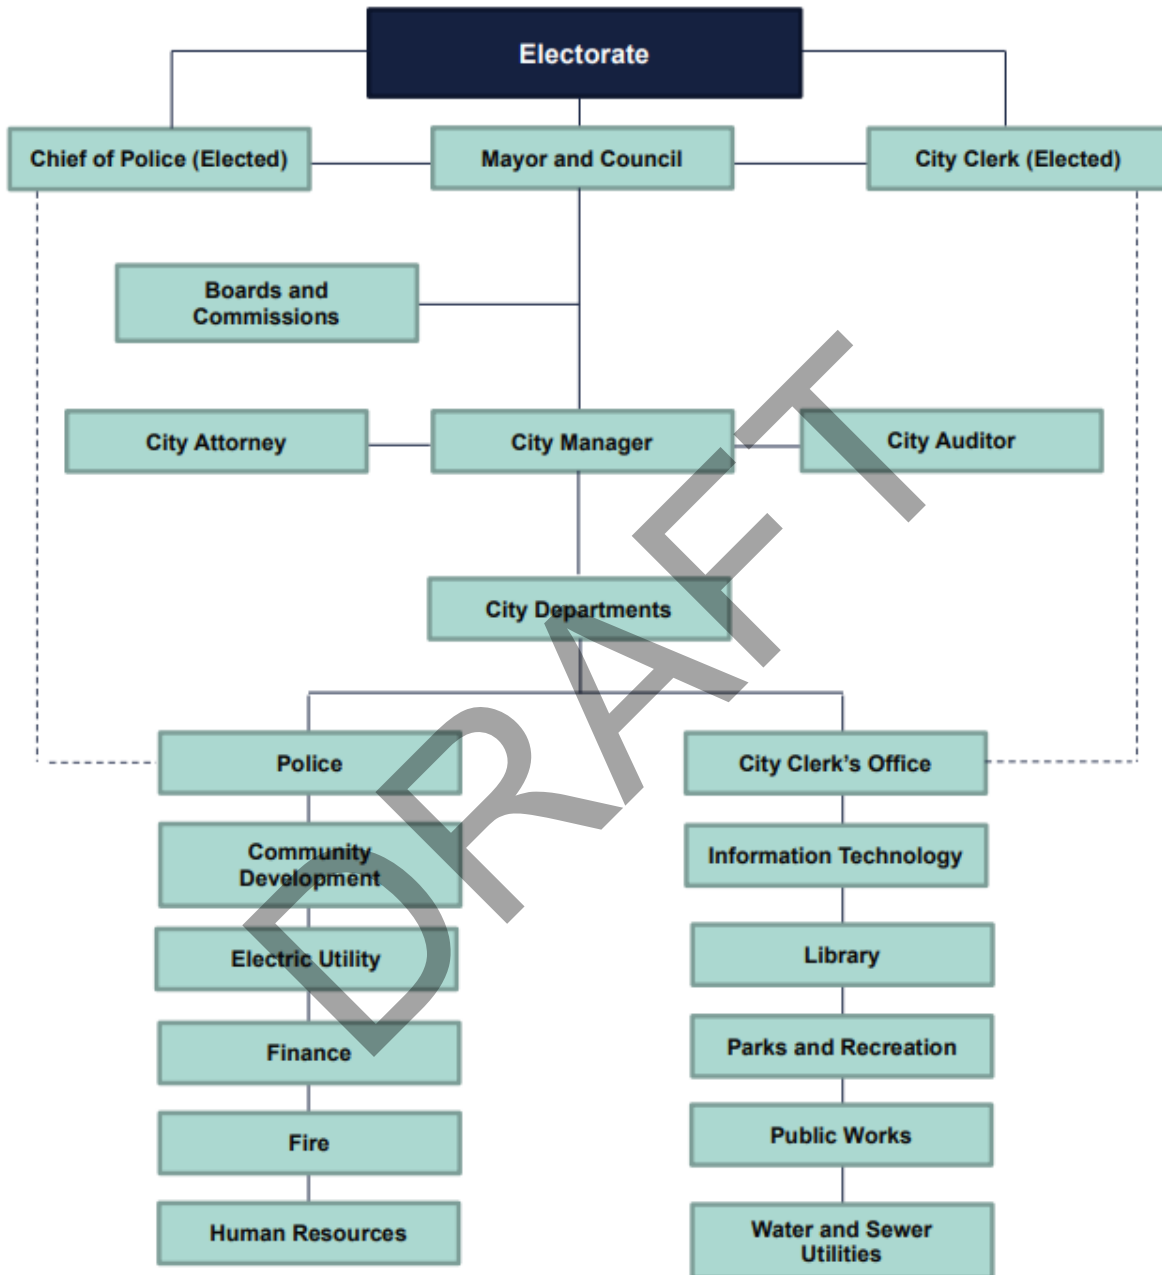 Electorate
Chief of Police (Elected)
Mayor and Council
City Clerk (Elected)
Boards and
Commissions
City Attorney
City Manager
City Auditor
City Departments
Police
City Clerk’s Office
Community
Development
Information Technology
Electric Utility
Library
Finance
Parks and Recreation
Fire
Public Works
Human Resources
Water and Sewer
Utilities
DRAFT